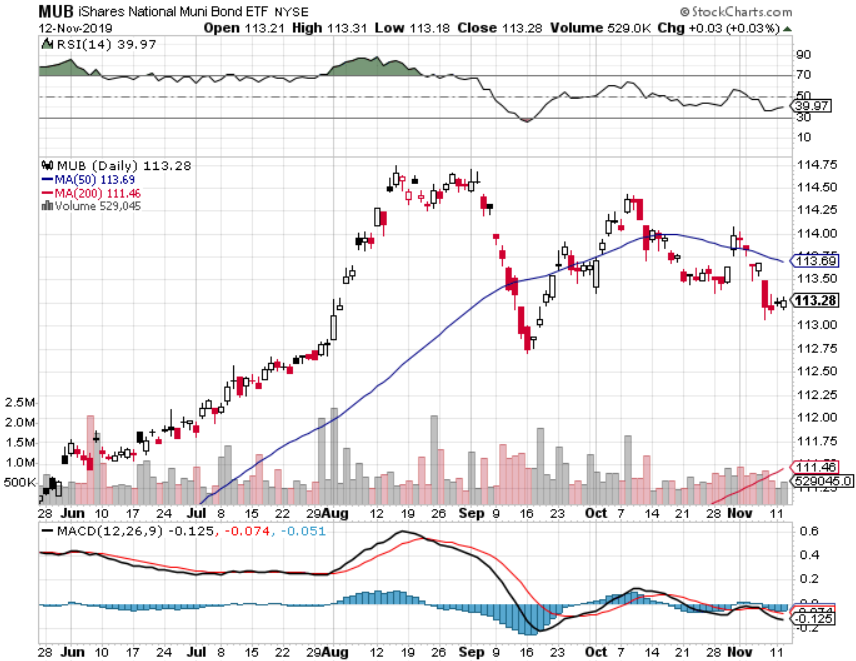 MUB iShares National Muni Bond ETF NYSE
© StockCharts.com
12-Nov-2019
Open 113.21 High 113.31 Low 113.18 Close 113.28 Volume 529.0K Chg +0.03 (+0.03%)
RSI(14) 39.97
90
70
50
39.97
30
10
MUB (Daily) 113.28
MA(50) 113.69
MA(200) 111.46
Volume 529,045
114.75
114.50
114.25
114.00
113.75
113.69
113.50
113.28
113.00
112.75
112.50
112.25
112.00
111.75
111.46
529045.0
111.25
2.5M
2.0M
1.5M
1.0M
500K
28 Jun 10 17 24 Jul 8 15 22 29 Aug 12 19 26 Sep 9 16 23 Oct 7 14 21 28 Nov 11
MACD(12,26,9) -0.125, -0.074, -0.051
0.6
0.4
0.2
0.0
-0.074
-0.125
-0.2
28 Jun 10 17 24 Jul 8 15 22 29 Aug 12 19 26 Sep 9 16 23 Oct 7 14 21 28 Nov 11